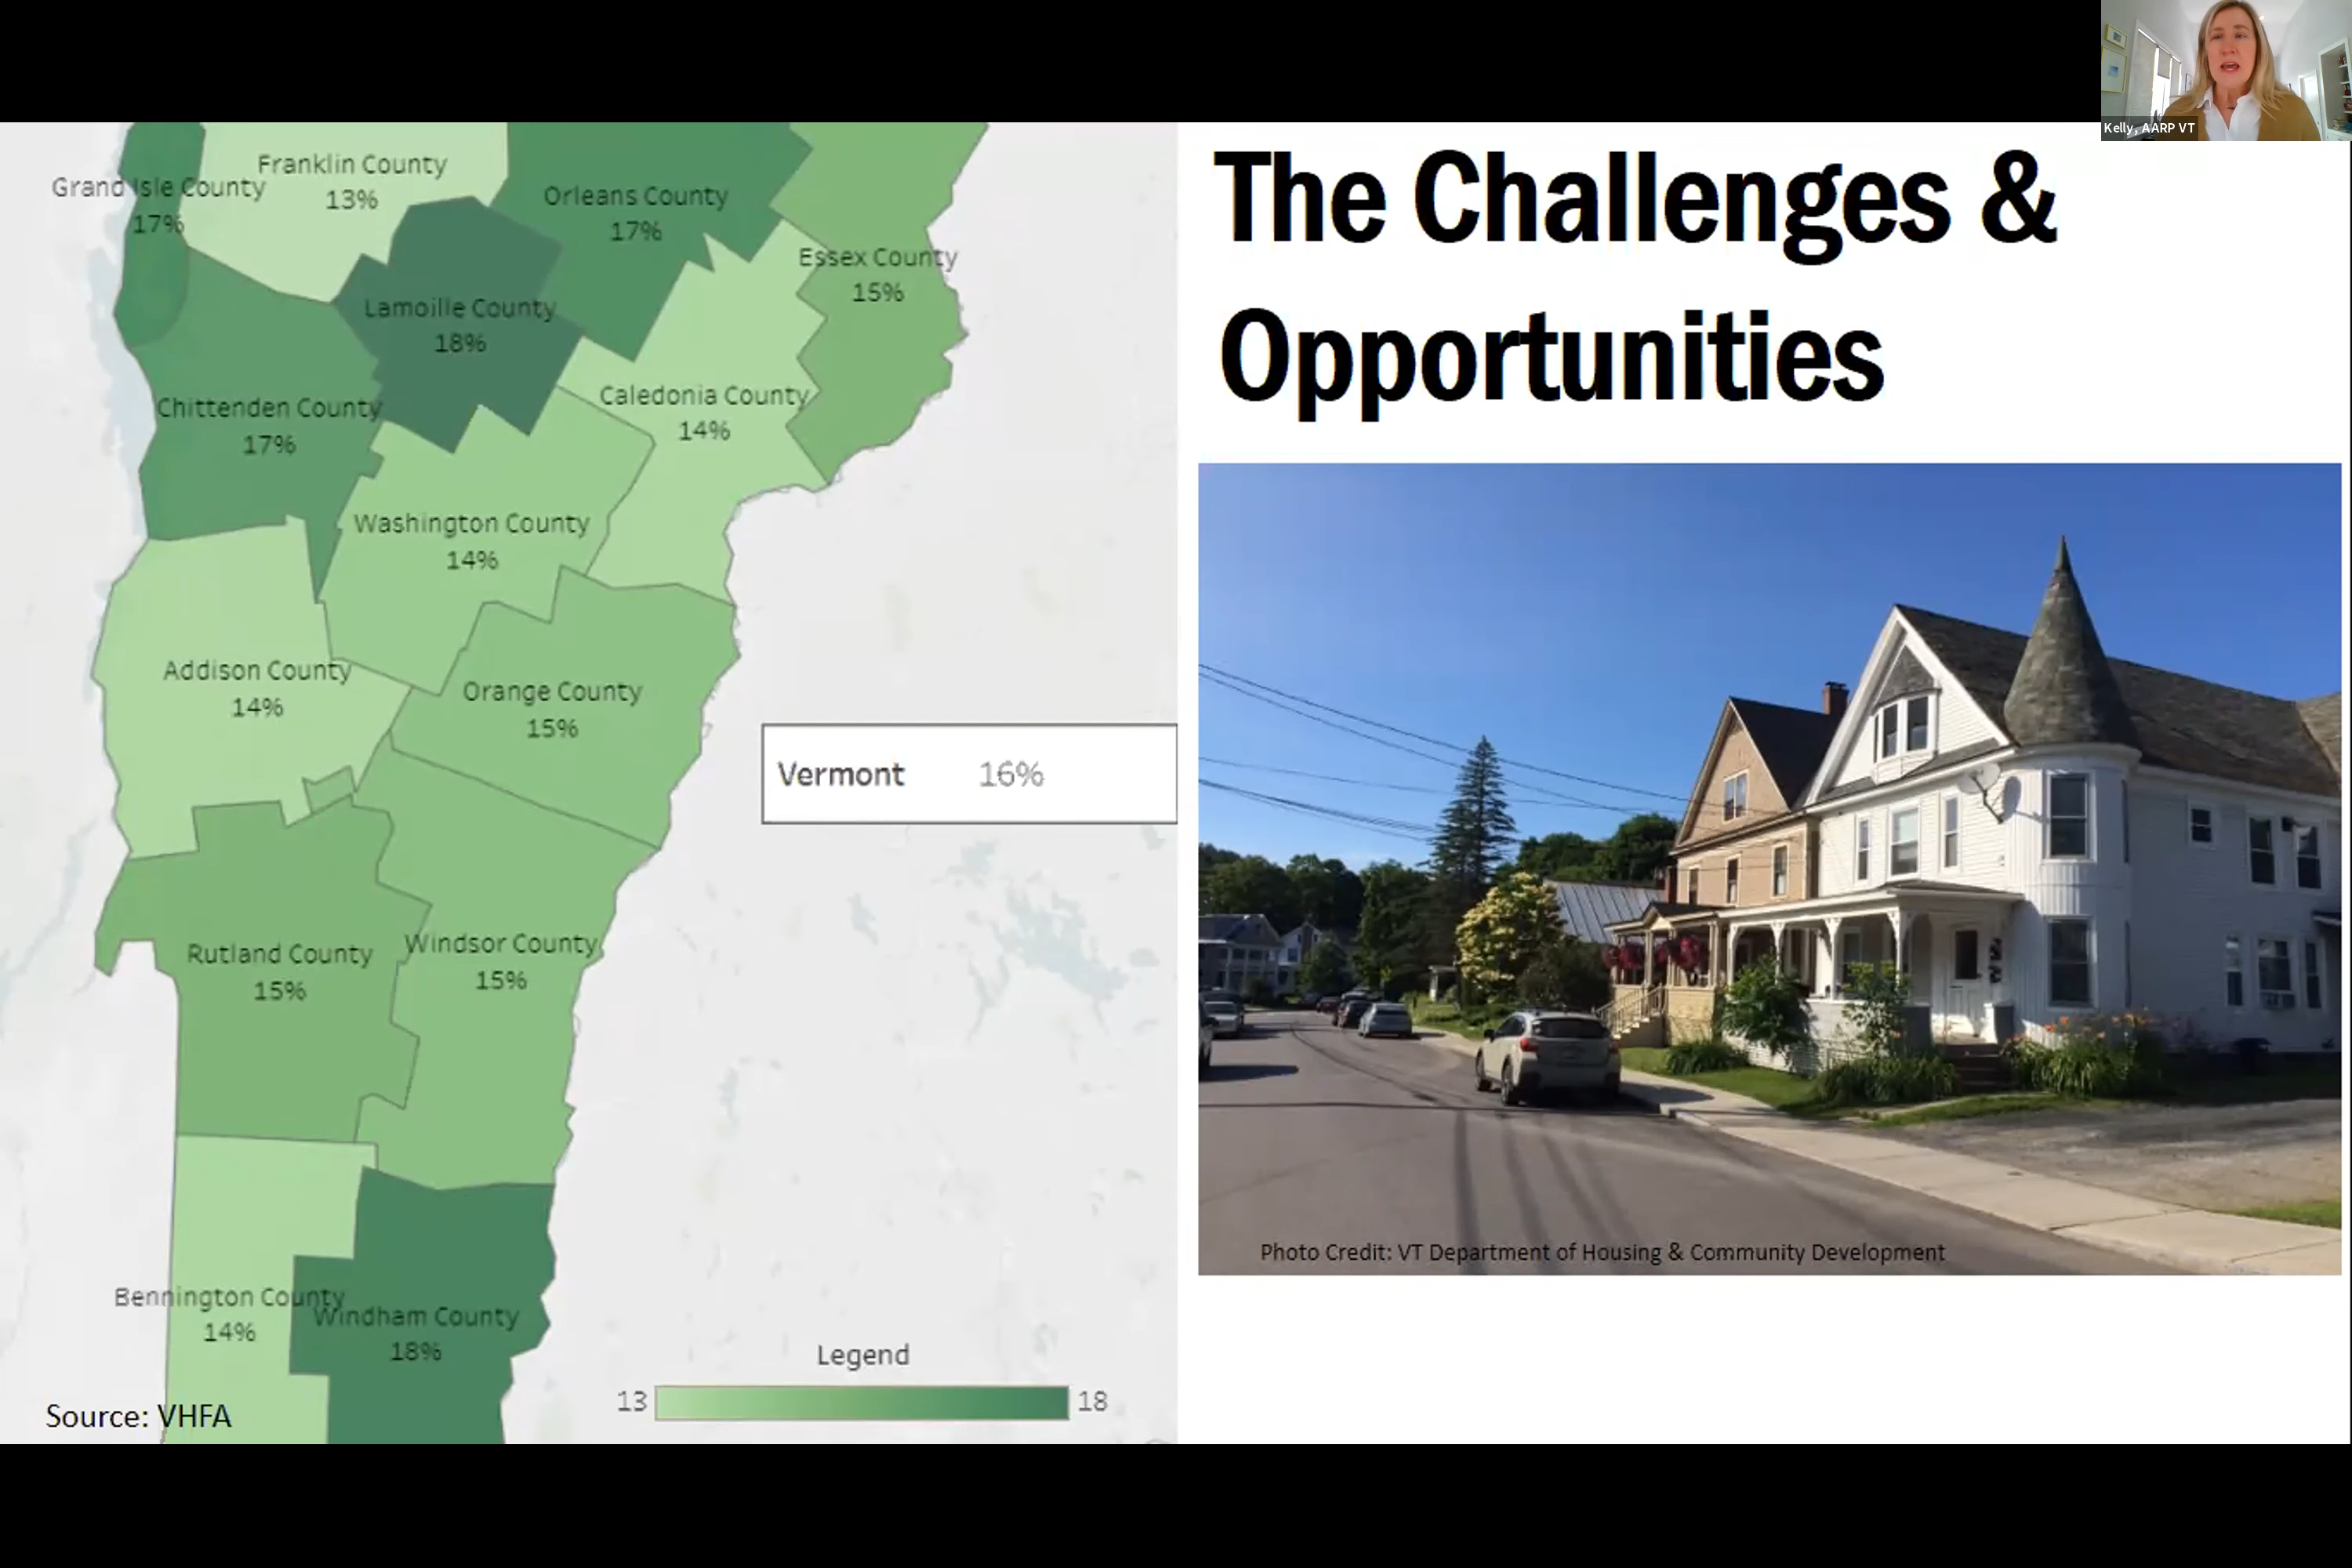 Kelly, AARP VT
The Challenges &
Opportunities
Franklin County
13%
Grand Isle County
17%
Orleans County
17%
Essex County
15%
Lamoille County
18%
Caledonia County
14%
Chittenden County
17%
Washington County
14%
Addison County
14%
Orange County
15%
Vermont 16%
Rutland County
15%
Windsor County
15%
Bennington County
14%
Windham County
18%
Legend
13 18
Source: VHFA
Photo Credit: VT Department of Housing & Community Development